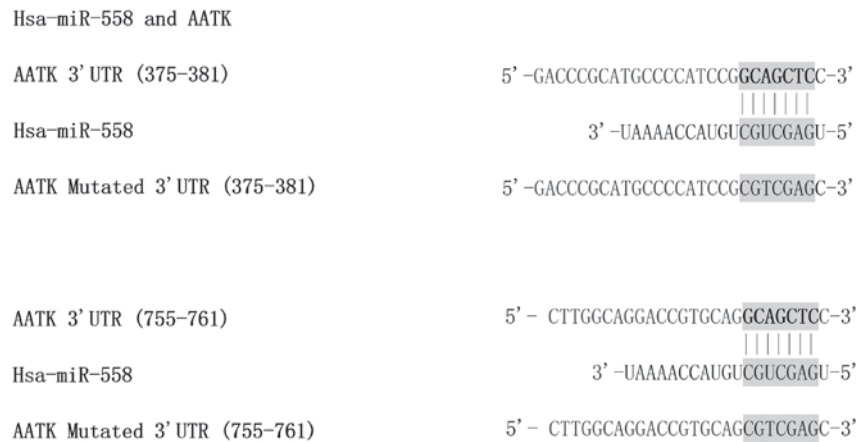 Hsa-miR-558 and AATK
AATK 3'UTR (375-381) 5'-GACCCGCATGCCCCATCCGGCAGCTCC-3'
Hsa-miR-558 3'-UAAAACCAUGUCGUCGAGU-5'
AATK Mutated 3'UTR (375-381) 5'-GACCCGCATGCCCCATCCGCGTCGAGC-3'
AATK 3'UTR (755-761) 5'- CTTGGCAGGACCGTGCAGGCAGCTCC-3'
Hsa-miR-558 3'-UAAAACCAUGUCGUCGAGU-5'
AATK Mutated 3'UTR (755-761) 5'- CTTGGCAGGACCGTGCAGCGTCGAGC-3'